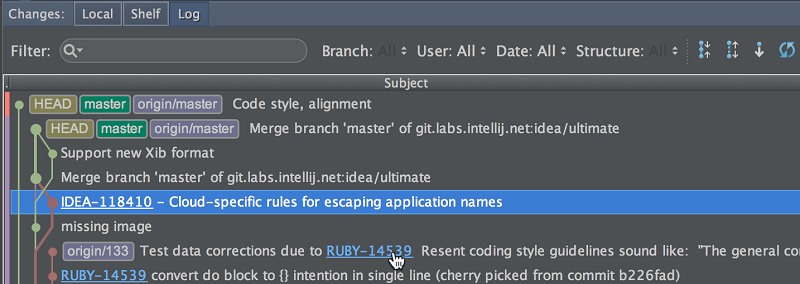 Changes: Local Shelf Log
Filter: Branch: All User: All Date: All Structure: All
Subject
HEAD master origin/master Code style, alignment
HEAD master origin/master Merge branch 'master' of git.labs.intellij.net:idea/ultimate
Support new Xib format
Merge branch 'master' of git.labs.intellij.net:idea/ultimate
IDEA-118410 – Cloud-specific rules for escaping application names
missing image
origin/133 Test data corrections due to RUBY-14539 Resent coding style guidelines sound like: "The general co
RUBY-14539 convert do block to {} intention in single line (cherry picked from commit b226fad)